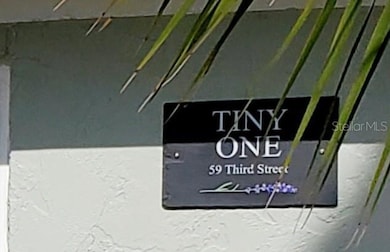 TINY
ONE
59 Third Street
Stellar MLS